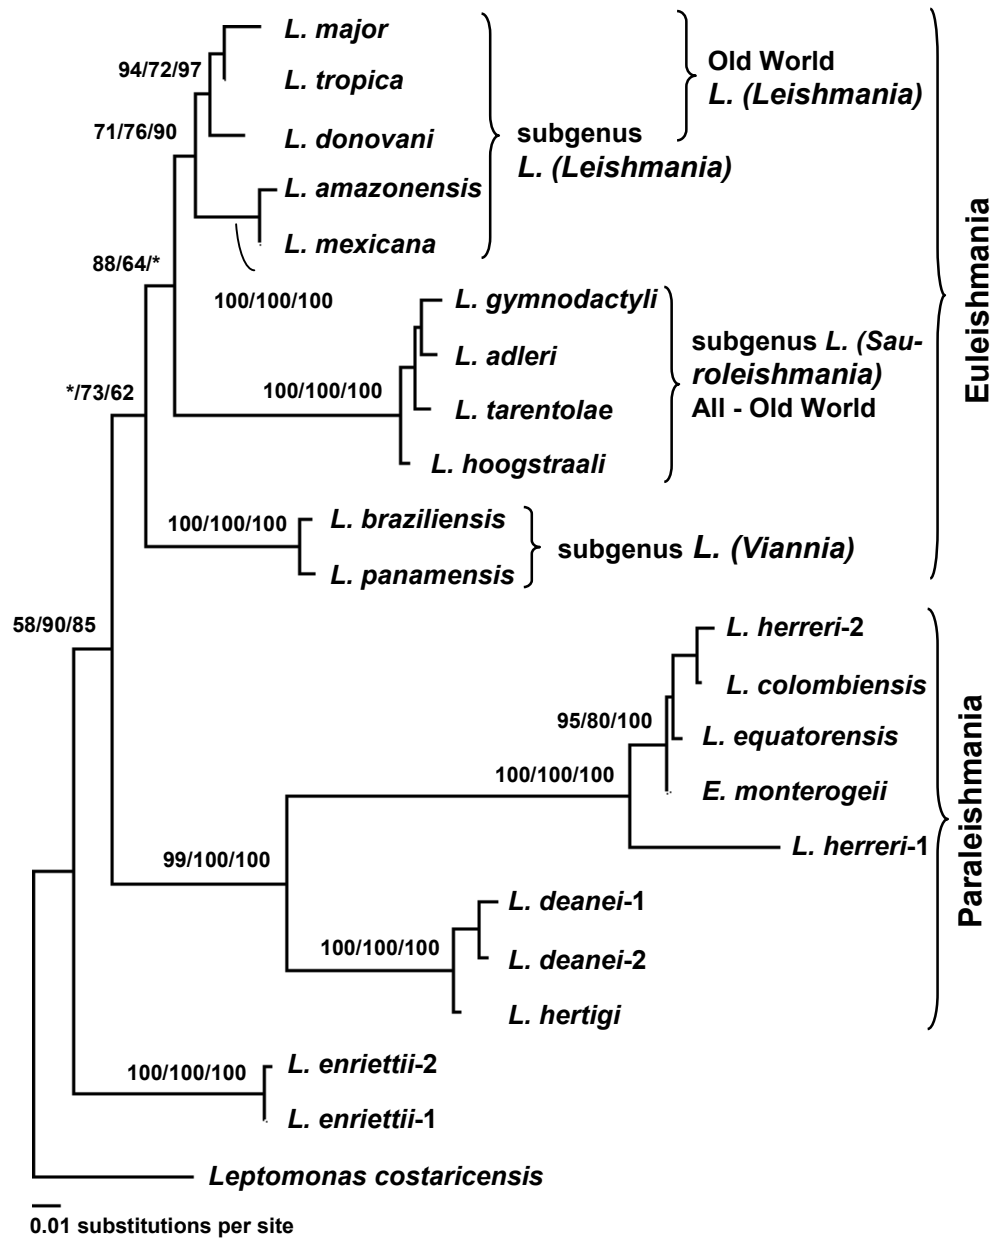 L. major
94/72/97
L. tropica
71/76/90
L. donovani
L. amazonensis
L. mexicana
subgenus
L. (Leishmania)
Old World
L. (Leishmania)
88/64/*
100/100/100
L. gymnodactyli
L. adleri
100/100/100
L. tarentolae
L. hoogstraali
subgenus L. (Sau-
roleishmania)
All - Old World
*/73/62
100/100/100
L. braziliensis
L. panamensis
subgenus L. (Viannia)
Euleishmania
58/90/85
L. herreri-2
L. colombiensis
95/80/100
L. equatorensis
100/100/100
E. monterogeii
L. herreri-1
99/100/100
L. deanei-1
100/100/100
L. deanei-2
L. hertigi
Paraleishmania
L. enriettii-2
100/100/100
L. enriettii-1
Leptomonas costaricensis
0.01 substitutions per site